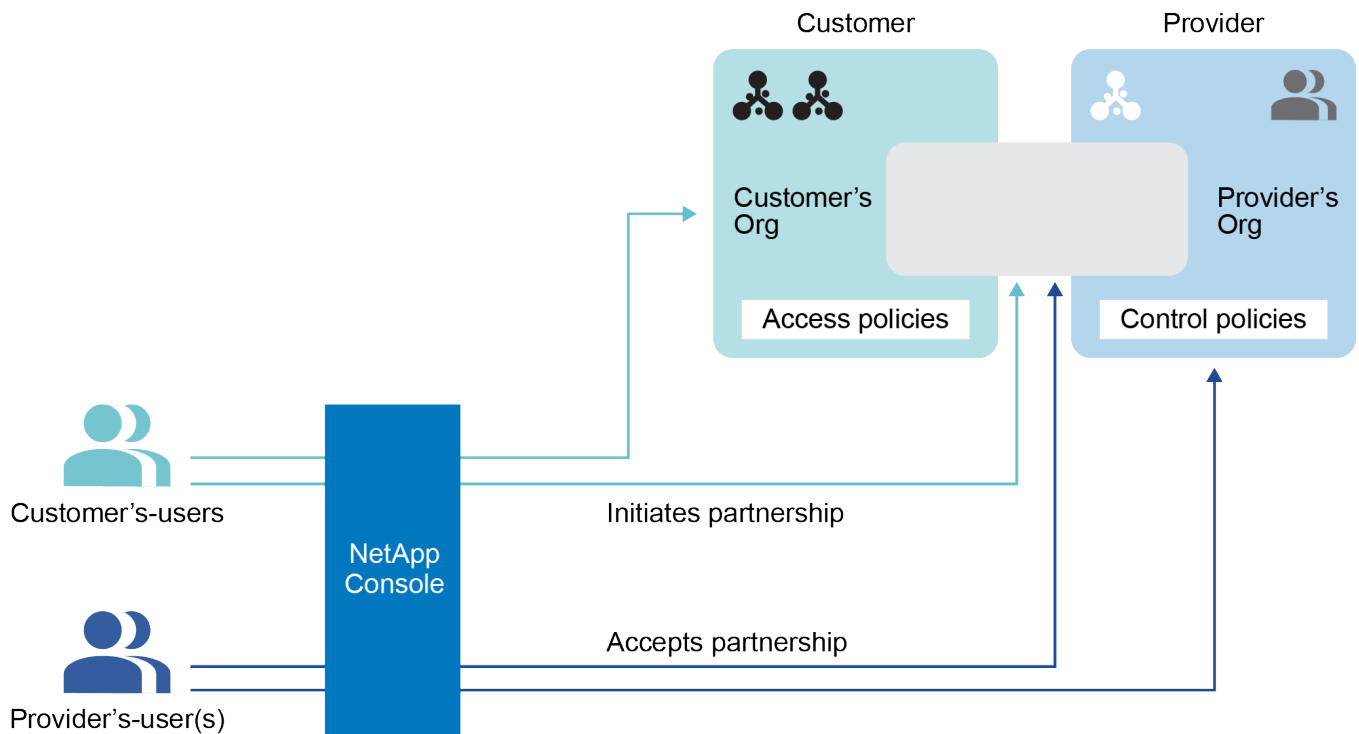 Customer
Provider
Customer’s
Org
Provider’s
Org
Access policies
Control policies
Customer’s-users
Initiates partnership
NetApp
Console
Accepts partnership
Provider’s-user(s)